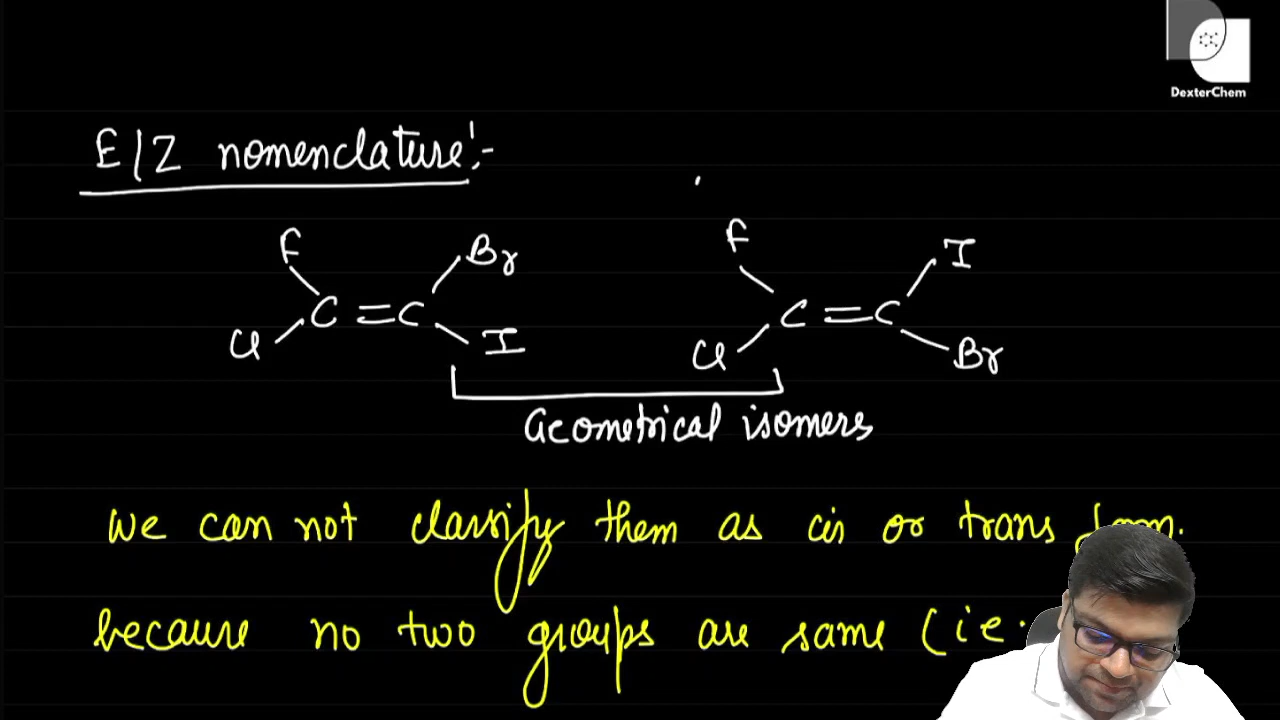 DexterChem
E/Z nomenclature:-
F Br F I
C=C C=C
Cl I Cl Br
Geometrical isomers
We can not classify them as cis or trans form.
because no two groups are same (ie.